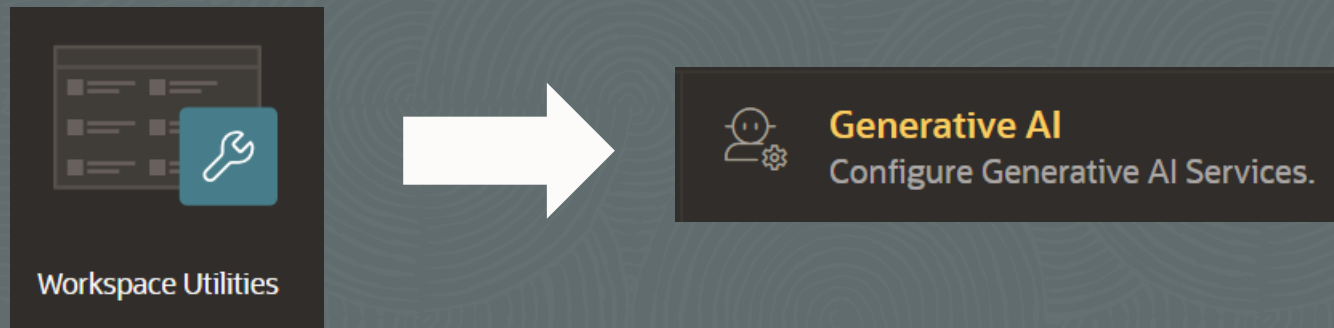 Workspace Utilities
Generative AI
Configure Generative AI Services.